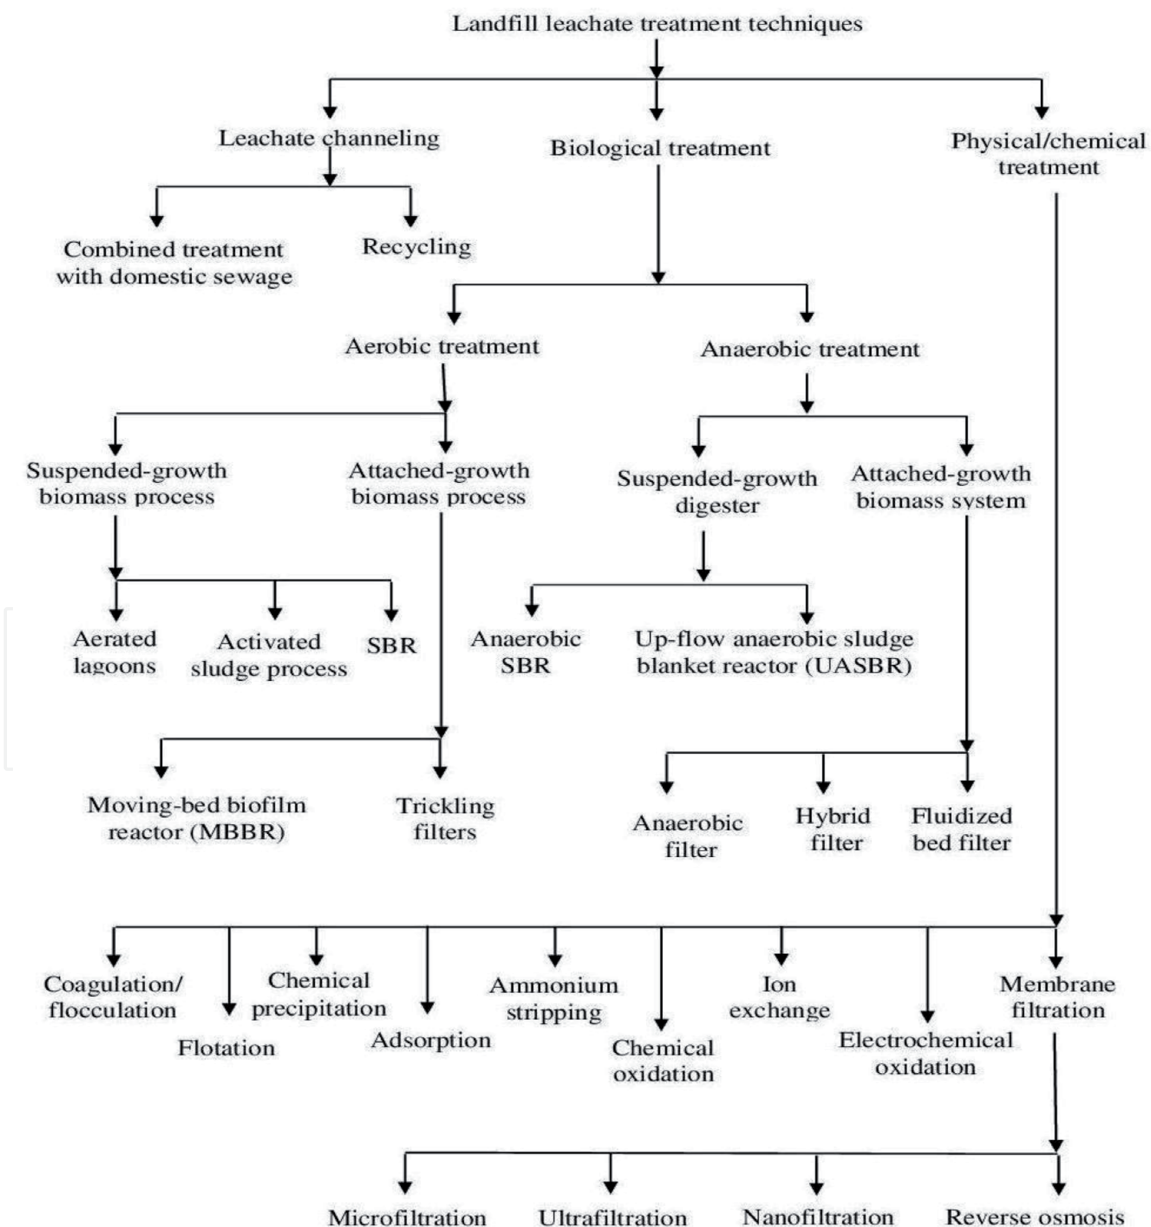 Landfill leachate treatment techniques
Leachate channeling
Biological treatment
Physical/chemical
treatment
Combined treatment
with domestic sewage
Recycling
Aerobic treatment
Anaerobic treatment
Suspended-growth
biomass process
Attached-growth
biomass process
Suspended-growth
digester
Attached-growth
biomass system
Aerated
lagoons
Activated
sludge process
SBR
Anaerobic
SBR
Up-flow anaerobic sludge
blanket reactor (UASBR)
Moving-bed biofilm
reactor (MBBR)
Trickling
filters
Anaerobic
filter
Hybrid
filter
Fluidized
bed filter
Coagulation/
flocculation
Flotation
Chemical
precipitation
Adsorption
Ammonium
stripping
Chemical
oxidation
Ion
exchange
Electrochemical
oxidation
Membrane
filtration
Microfiltration
Ultrafiltration
Nanofiltration
Reverse osmosis